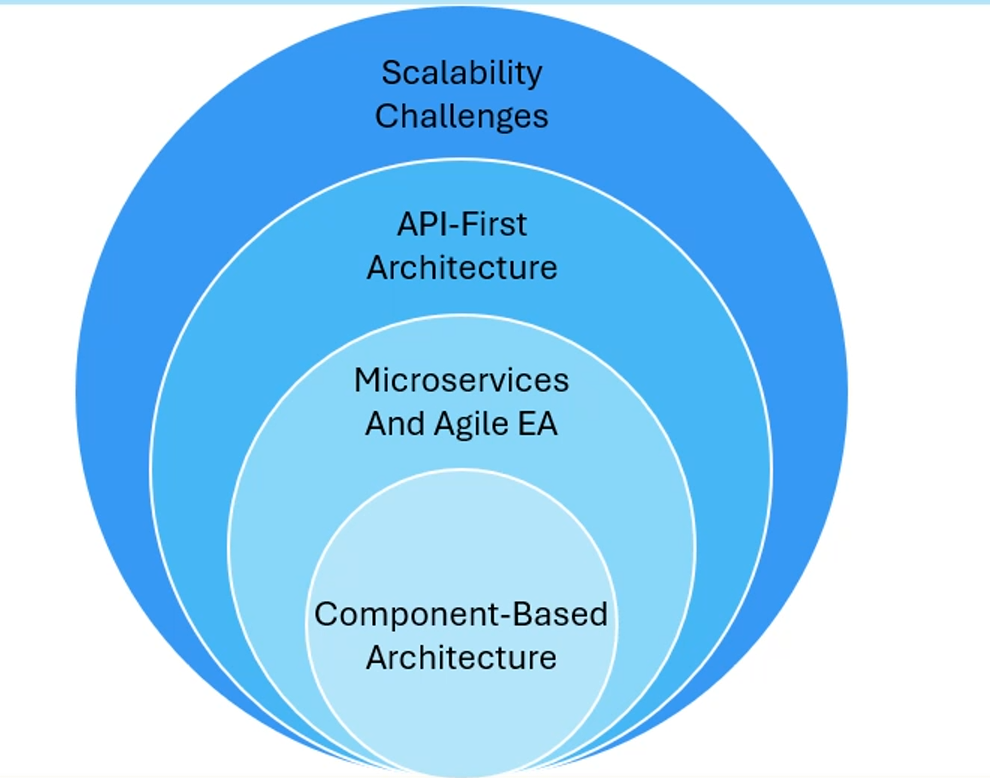 Scalability
Challenges
API-First
Architecture
Microservices
And Agile EA
Component-Based
Architecture